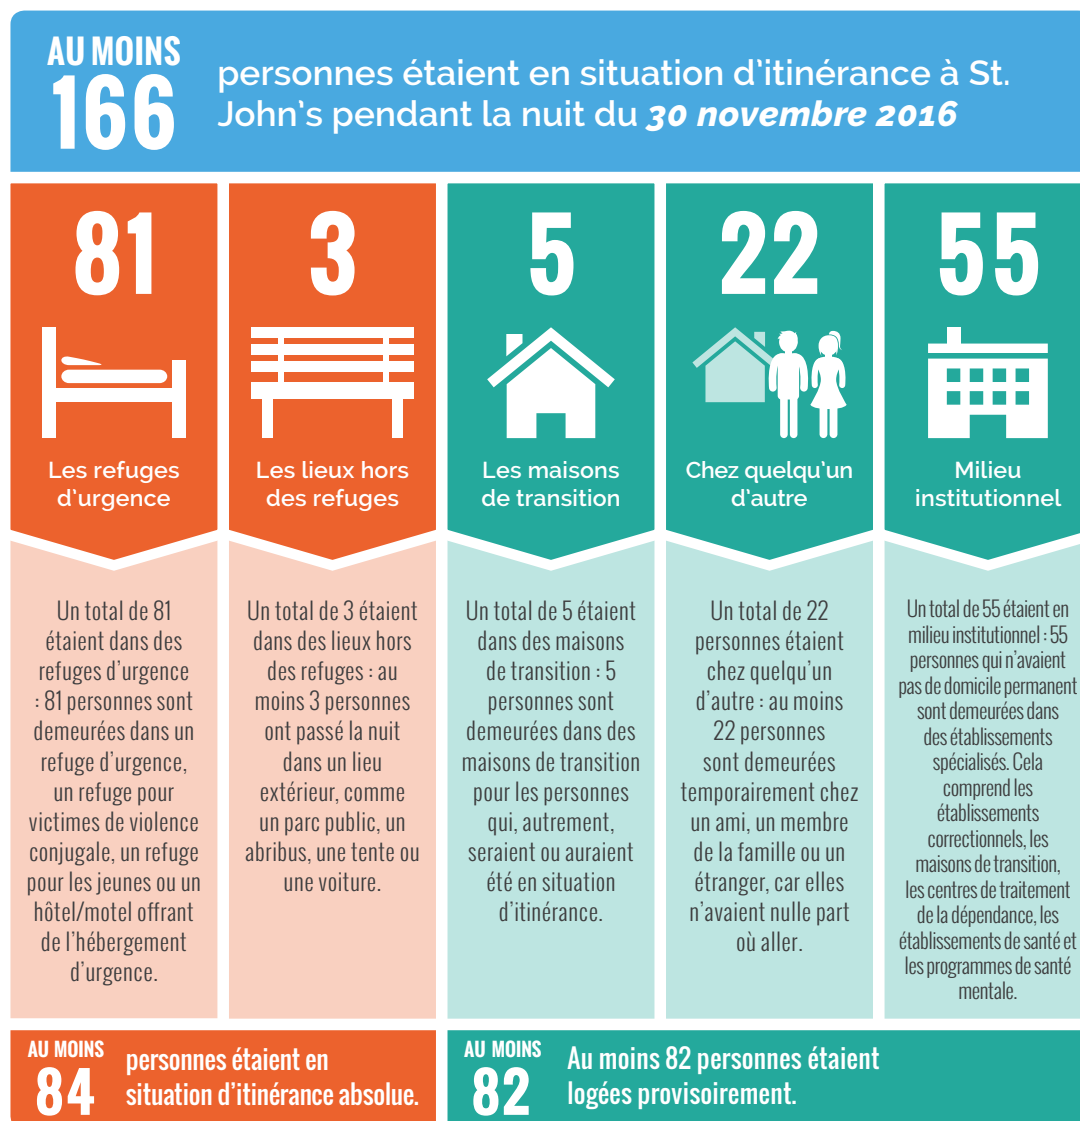 AU MOINS
166
personnes étaient en situation d'itinérance à St.
John's pendant la nuit du 30 novembre 2016
81
Les refuges
d'urgence
Un total de 81
étaient dans des
refuges d'urgence
: 81 personnes sont
demeurées dans un
refuge d'urgence,
un refuge pour
victimes de violence
conjugale, un refuge
pour les jeunes ou un
hôtel/motel offrant
de l'hébergement
d'urgence.
3
Les lieux hors
des refuges
Un total de 3 étaient
dans des lieux hors
des refuges : au
moins 3 personnes
ont passé la nuit
dans un lieu
extérieur, comme
un parc public, un
abribus, une tente ou
une voiture.
5
Les maisons
de transition
Un total de 5 étaient
dans des maisons
de transition : 5
personnes sont
demeurées dans des
maisons de transition
pour les personnes
qui, autrement,
seraient ou auraient
été en situation
d'itinérance.
22
Chez quelqu'un
d'autre
Un total de 22
personnes étaient
chez quelqu'un
d'autre : au moins
22 personnes
sont demeurées
temporairement chez
un ami, un membre
de la famille ou un
étranger, car elles
n'avaient nulle part
où aller.
55
Milieu
institutionnel
Un total de 55 étaient en
milieu institutionnel : 55
personnes qui n'avaient
pas de domicile permanent
sont demeurées dans
des établissements
spécialisés. Cela
comprend les
établissements
correctionnels, les
maisons de transition,
les centres de traitement
de la dépendance, les
établissements de santé et
les programmes de santé
mentale.
AU MOINS
84
personnes étaient en
situation d'itinérance absolue.
AU MOINS
82
Au moins 82 personnes étaient
logées provisoirement.